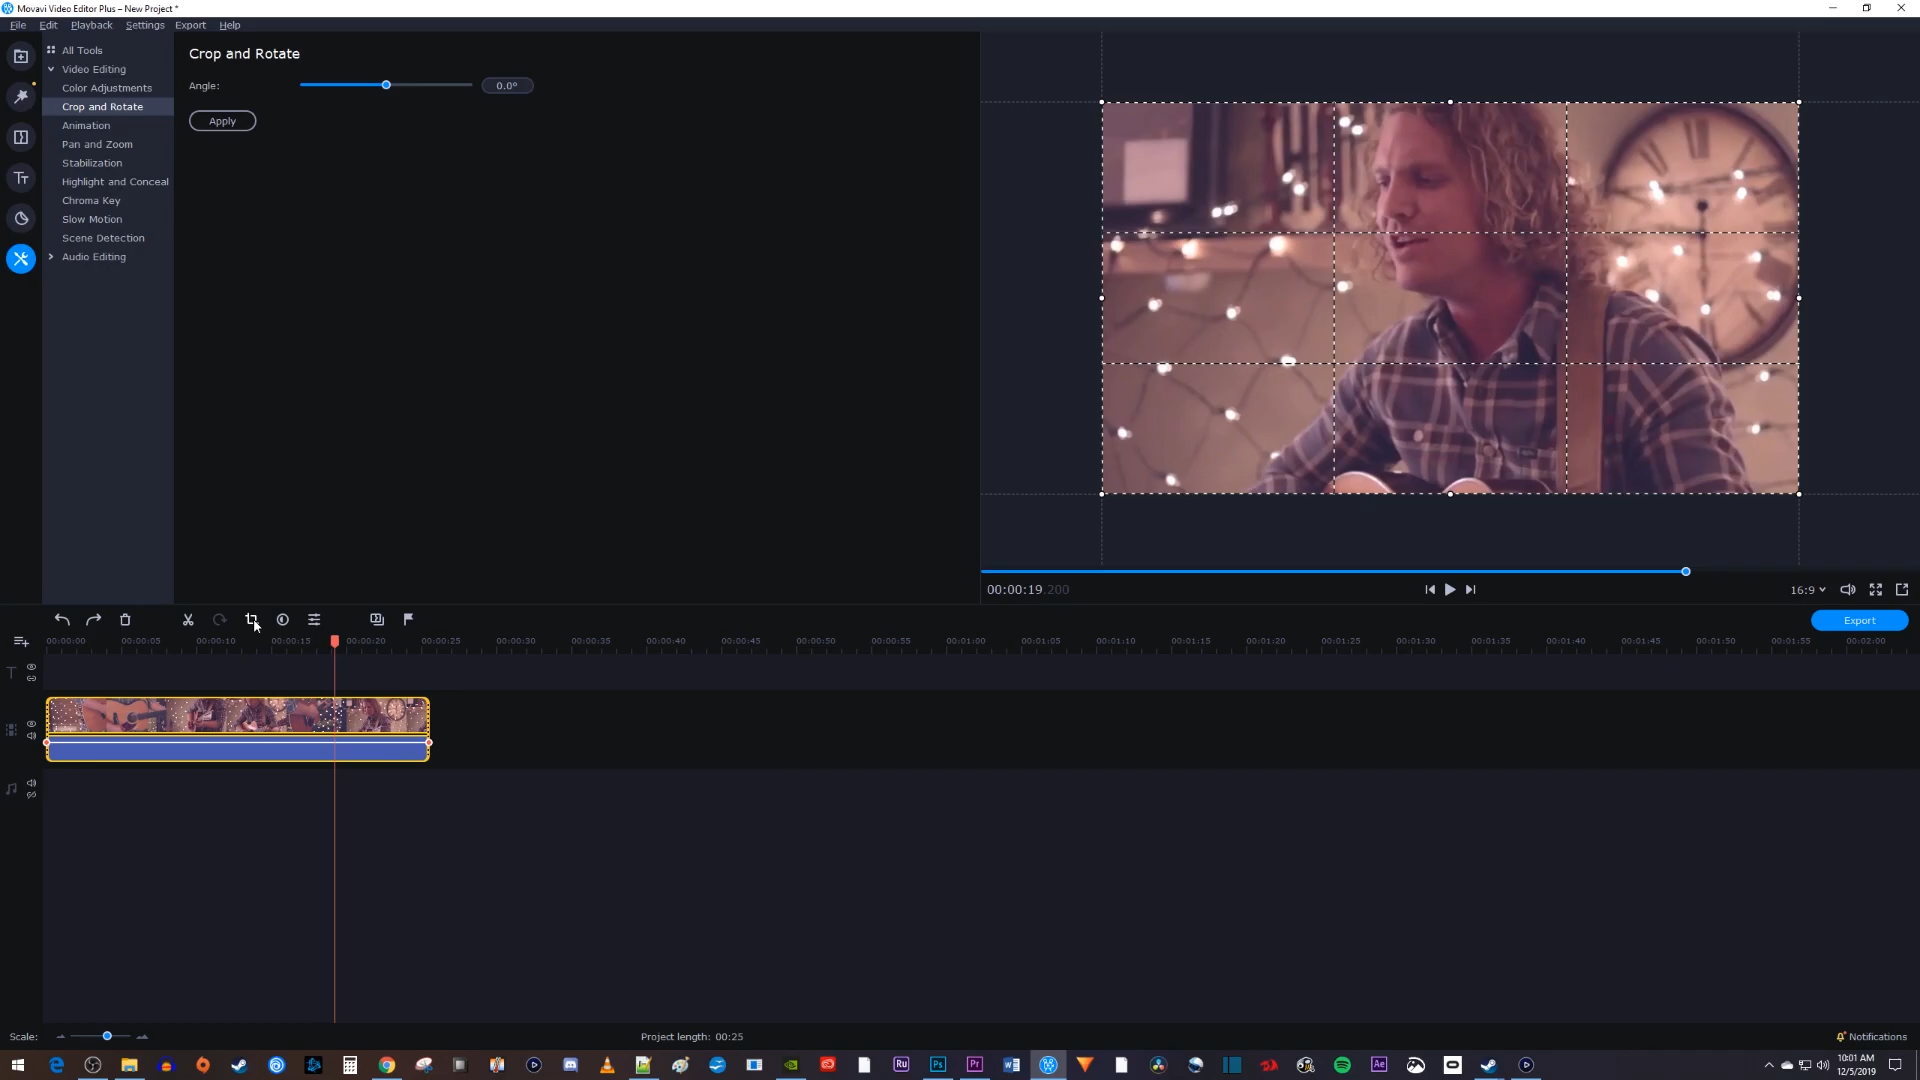 Movavi Video Editor Plus – New Project *
File Edit Playback Settings Export Help
All Tools
Video Editing
Color Adjustments
Crop and Rotate
Animation
Pan and Zoom
Stabilization
Highlight and Conceal
Chroma Key
Slow Motion
Scene Detection
Audio Editing
Crop and Rotate
Angle:
0.0°
Apply
00:00:19.200
16:9
Export
00:00:00 00:00:05 00:00:10 00:00:15 00:00:20 00:00:25 00:00:30 00:00:35 00:00:40 00:00:45 00:00:50 00:00:55 00:01:00 00:01:05 00:01:10 00:01:15 00:01:20 00:01:25 00:01:30 00:01:35 00:01:40 00:01:45 00:01:50 00:01:55 00:02:00
Scale:
Project length: 00:25
Notifications
Ru Ps Pr Ae
10:01 AM
12/5/2019